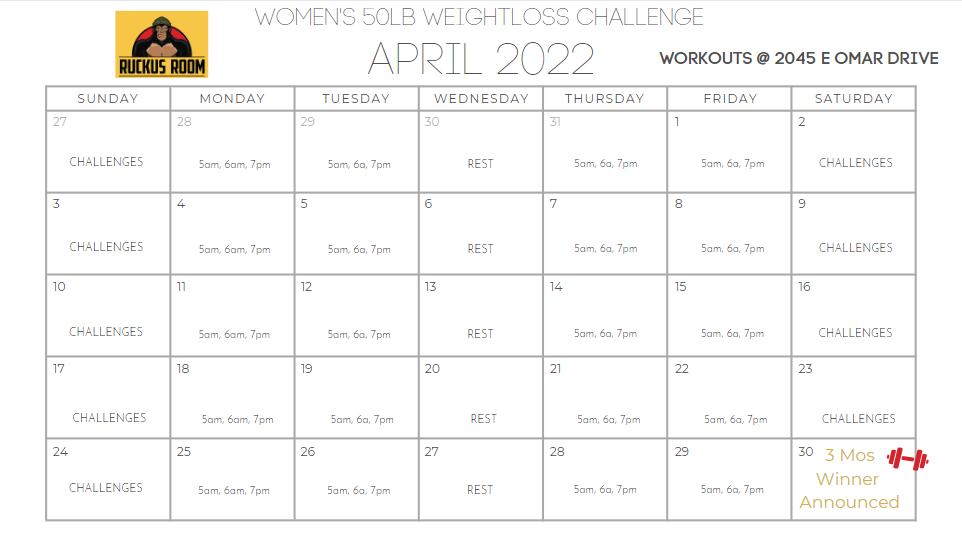 WOMEN'S 50LB WEIGHTLOSS CHALLENGE
RUCKUS ROOM
APRIL 2022
WORKOUTS @ 2045 E OMAR DRIVE
SUNDAY MONDAY TUESDAY WEDNESDAY THURSDAY FRIDAY SATURDAY
27 28 29 30 31 1 2
CHALLENGES 5am, 6am, 7pm 5am, 6a, 7pm REST 5am, 6a, 7pm 5am, 6a, 7pm CHALLENGES
3 4 5 6 7 8 9
CHALLENGES 5am, 6am, 7pm 5am, 6a, 7pm REST 5am, 6a, 7pm 5am, 6a, 7pm CHALLENGES
10 11 12 13 14 15 16
CHALLENGES 5am, 6am, 7pm 5am, 6a, 7pm REST 5am, 6a, 7pm 5am, 6a, 7pm CHALLENGES
17 18 19 20 21 22 23
CHALLENGES 5am, 6am, 7pm 5am, 6a, 7pm REST 5am, 6a, 7pm 5am, 6a, 7pm CHALLENGES
24 25 26 27 28 29 30
CHALLENGES 5am, 6am, 7pm 5am, 6a, 7pm REST 5am, 6a, 7pm 5am, 6a, 7pm
3 Mos
Winner
Announced